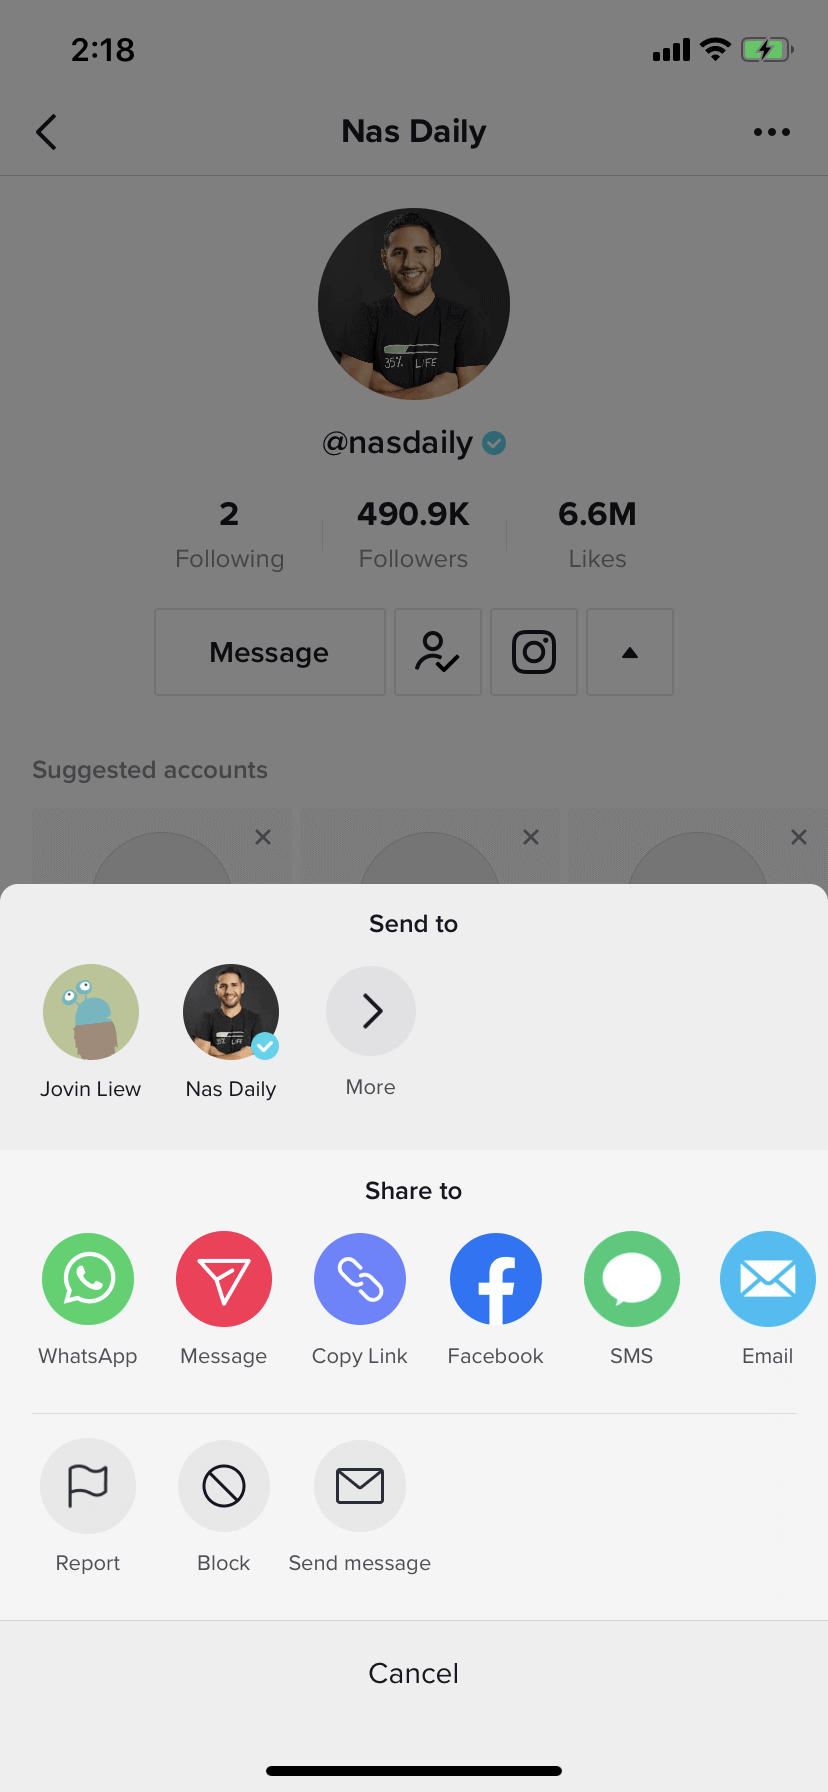 2:18
Nas Daily
35% LIFE
@nasdaily
2 490.9K 6.6M
Following Followers Likes
Message
Suggested accounts
Send to
Jovin Liew Nas Daily More
Share to
WhatsApp Message Copy Link Facebook SMS Email
Report Block Send message
Cancel